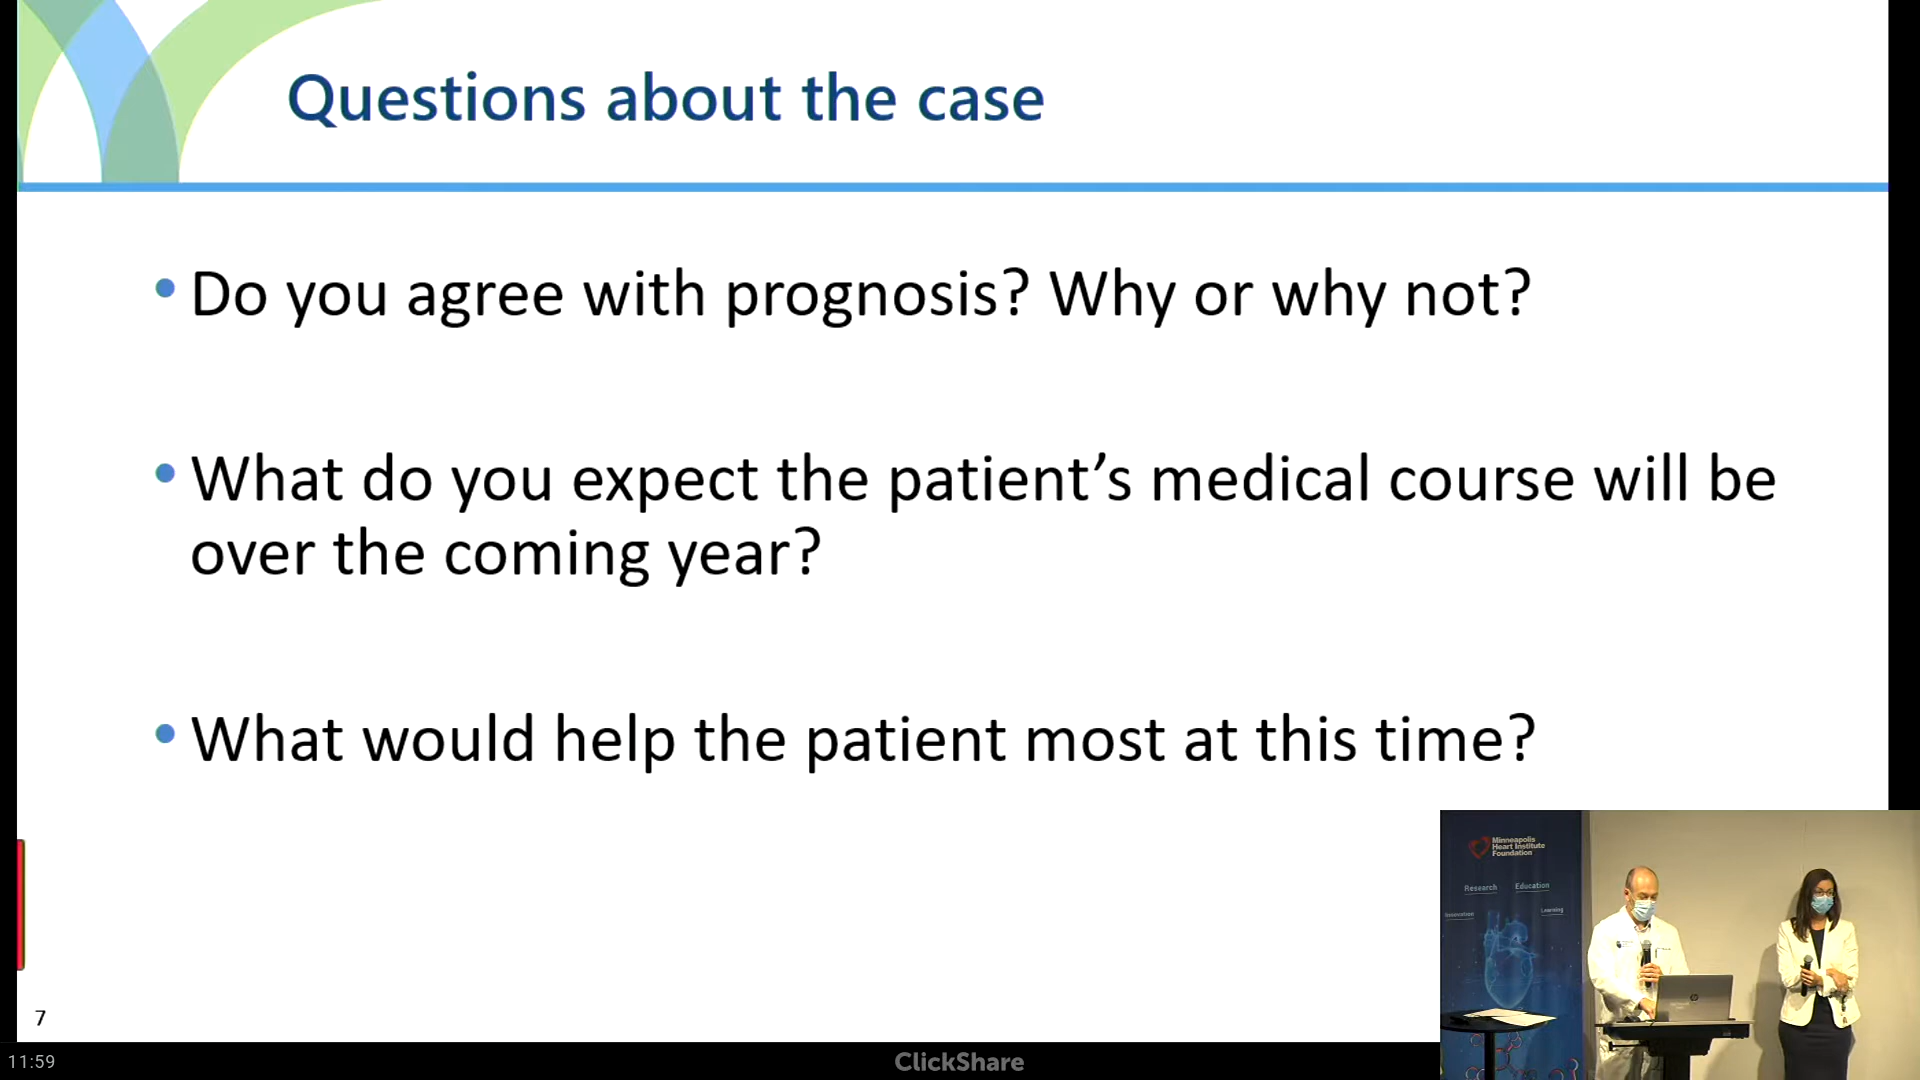 Questions about the case
• Do you agree with prognosis? Why or why not?
• What do you expect the patient’s medical course will be
over the coming year?
• What would help the patient most at this time?
Minneapolis
Heart Institute
Foundation
Research Education
Innovation Learning
hp
7
11:59
ClickShare